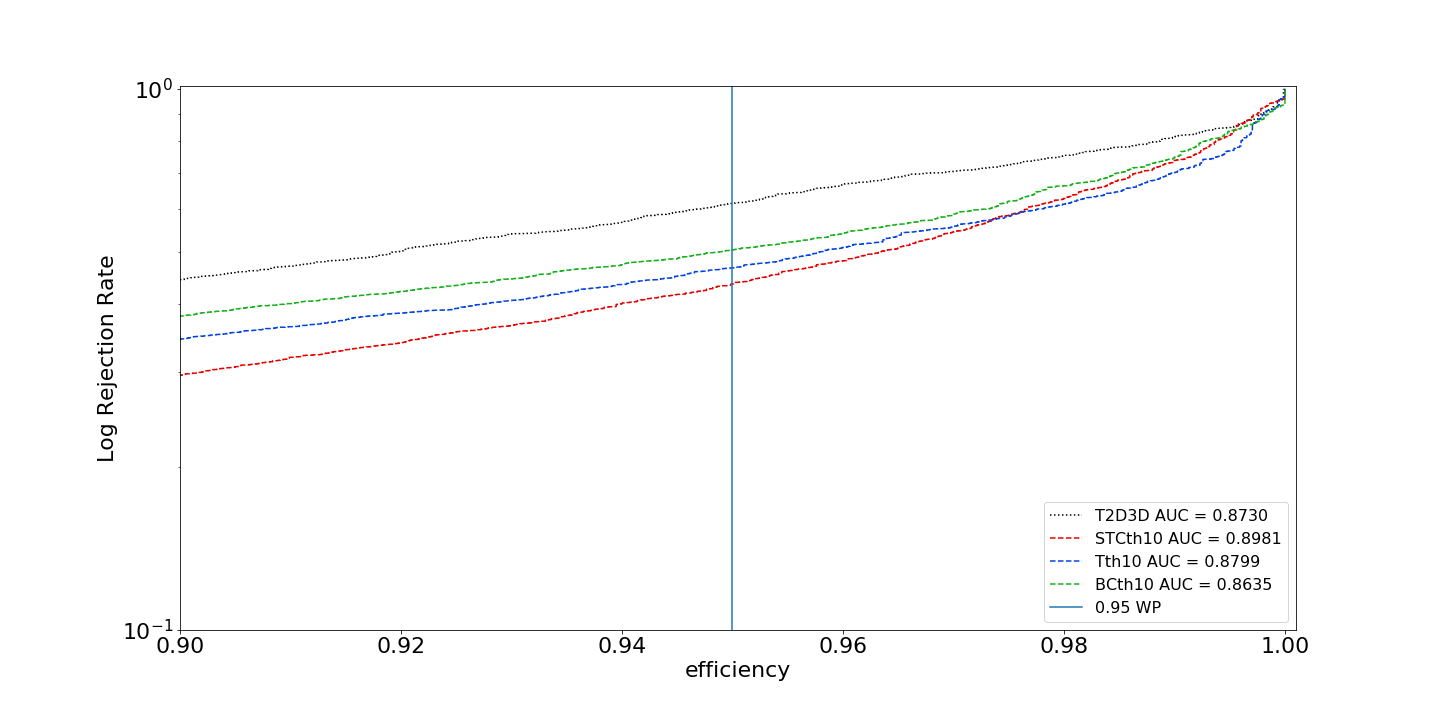 10^0
Log Rejection Rate
10^−1
0.90 0.92 0.94 0.96 0.98 1.00
efficiency
T2D3D AUC = 0.8730
STCth10 AUC = 0.8981
Tth10 AUC = 0.8799
BCth10 AUC = 0.8635
0.95 WP